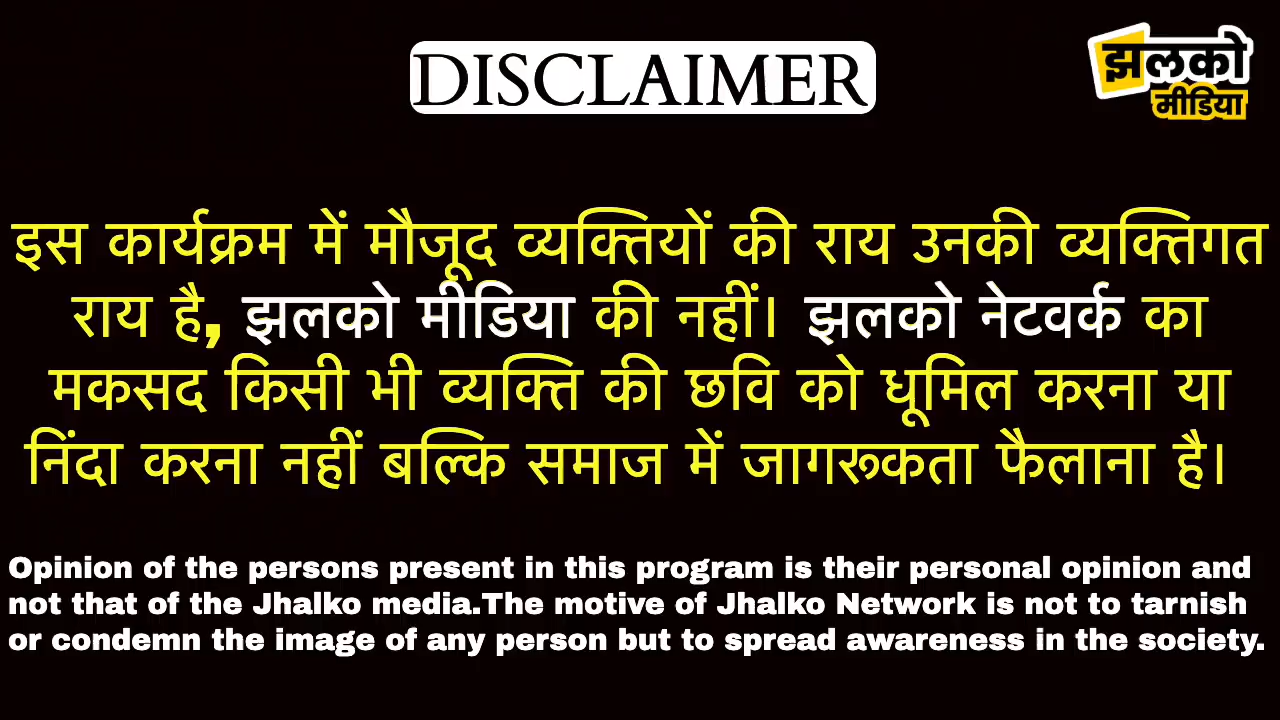 DISCLAIMER
झलको
मीडिया
इस कार्यक्रम में मौजूद व्यक्तियों की राय उनकी व्यक्तिगत
राय है, झलको मीडिया की नहीं। झलको नेटवर्क का
मकसद किसी भी व्यक्ति की छवि को धूमिल करना या
निंदा करना नहीं बल्कि समाज में जागरूकता फैलाना है।
Opinion of the persons present in this program is their personal opinion and
not that of the Jhalko media.The motive of Jhalko Network is not to tarnish
or condemn the image of any person but to spread awareness in the society.